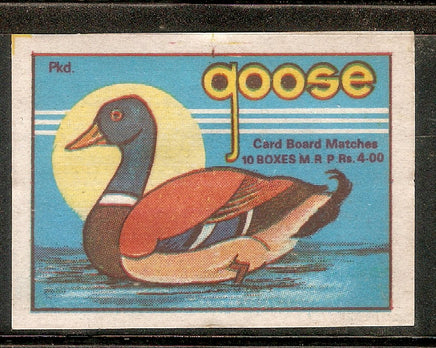 Pkd.
goose
Card Board Matches
10 BOXES M R P Rs. 4-00